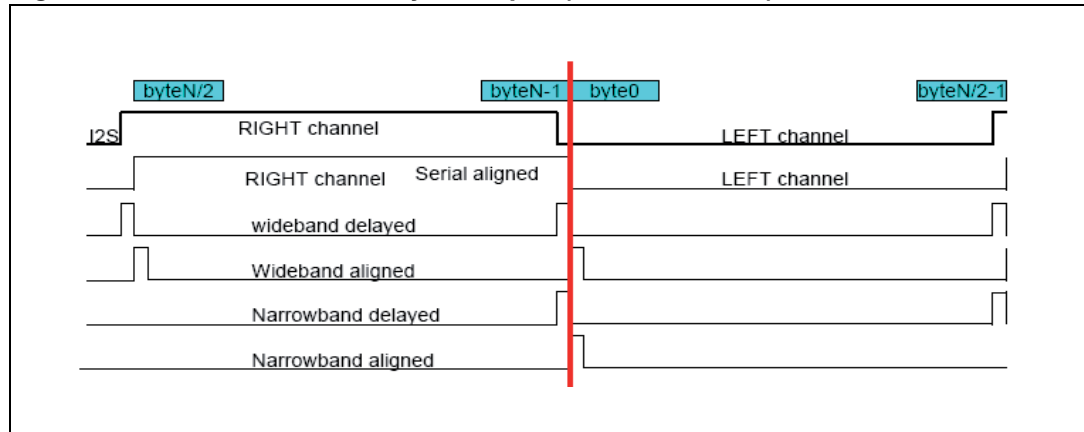 byteN/2 byteN-1 byte0 byteN/2-1
I2S RIGHT channel LEFT channel
RIGHT channel Serial aligned LEFT channel
wideband delayed
Wideband aligned
Narrowband delayed
Narrowband aligned